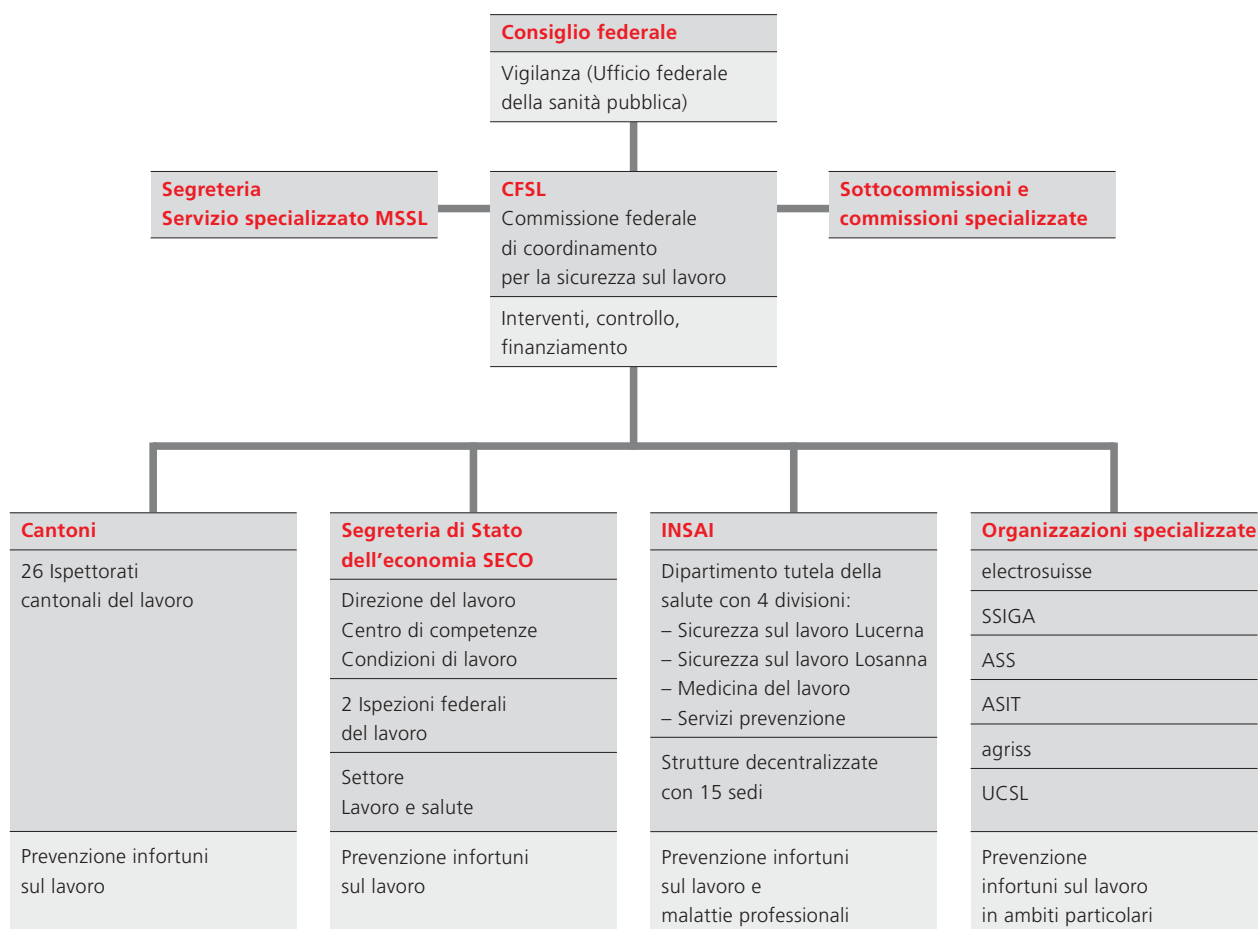 Consiglio federale
Vigilanza (Ufficio federale
della sanità pubblica)
Segreteria
Servizio specializzato MSSL
CFSL
Commissione federale
di coordinamento
per la sicurezza sul lavoro
Interventi, controllo,
finanziamento
Sottocommissioni e
commissioni specializzate
Cantoni
26 Ispettorati
cantonali del lavoro
Prevenzione infortuni
sul lavoro
Segreteria di Stato
dell’economia SECO
Direzione del lavoro
Centro di competenze
Condizioni di lavoro
2 Ispezioni federali
del lavoro
Settore
Lavoro e salute
Prevenzione infortuni
sul lavoro
INSAI
Dipartimento tutela della
salute con 4 divisioni:
– Sicurezza sul lavoro Lucerna
– Sicurezza sul lavoro Losanna
– Medicina del lavoro
– Servizi prevenzione
Strutture decentralizzate
con 15 sedi
Prevenzione infortuni
sul lavoro e
malattie professionali
Organizzazioni specializzate
electrosuisse
SSIGA
ASS
ASIT
agriss
UCSL
Prevenzione
infortuni sul lavoro
in ambiti particolari